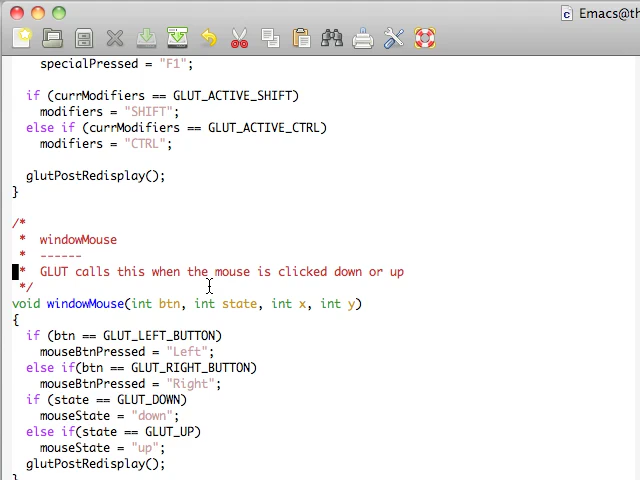 Emacs@th
specialPressed = "F1";
if (currModifiers == GLUT_ACTIVE_SHIFT)
modifiers = "SHIFT";
else if (currModifiers == GLUT_ACTIVE_CTRL)
modifiers = "CTRL";
glutPostRedisplay();
}
/*
* windowMouse
* ------
* GLUT calls this when the mouse is clicked down or up
*/
void windowMouse(int btn, int state, int x, int y)
{
if (btn == GLUT_LEFT_BUTTON)
mouseBtnPressed = "Left";
else if(btn == GLUT_RIGHT_BUTTON)
mouseBtnPressed = "Right";
if (state == GLUT_DOWN)
mouseState = "down";
else if(state == GLUT_UP)
mouseState = "up";
glutPostRedisplay();
}